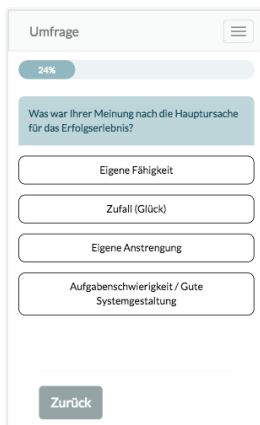 Umfrage
24%
Was war Ihrer Meinung nach die Hauptursache
für das Erfolgserlebnis?
Eigene Fähigkeit
Zufall (Glück)
Eigene Anstrengung
Aufgabenschwierigkeit / Gute
Systemgestaltung
Zurück